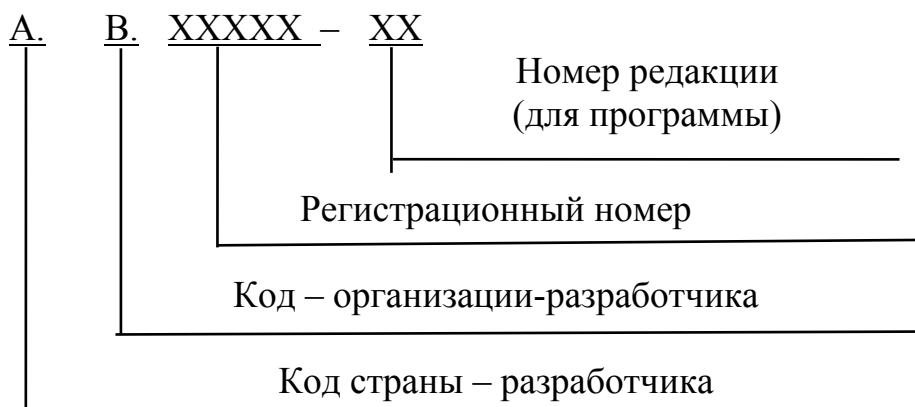 А. В. ХХХХХ – ХХ
Номер редакции
(для программы)
Регистрационный номер
Код – организации-разработчика
Код страны – разработчика